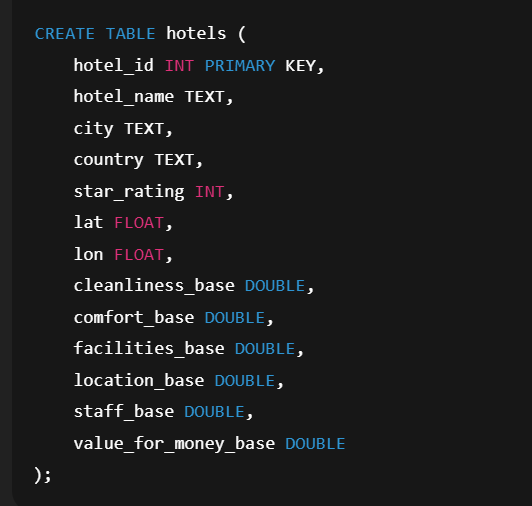 CREATE TABLE hotels (
    hotel_id INT PRIMARY KEY,
    hotel_name TEXT,
    city TEXT,
    country TEXT,
    star_rating INT,
    lat FLOAT,
    lon FLOAT,
    cleanliness_base DOUBLE,
    comfort_base DOUBLE,
    facilities_base DOUBLE,
    location_base DOUBLE,
    staff_base DOUBLE,
    value_for_money_base DOUBLE
);